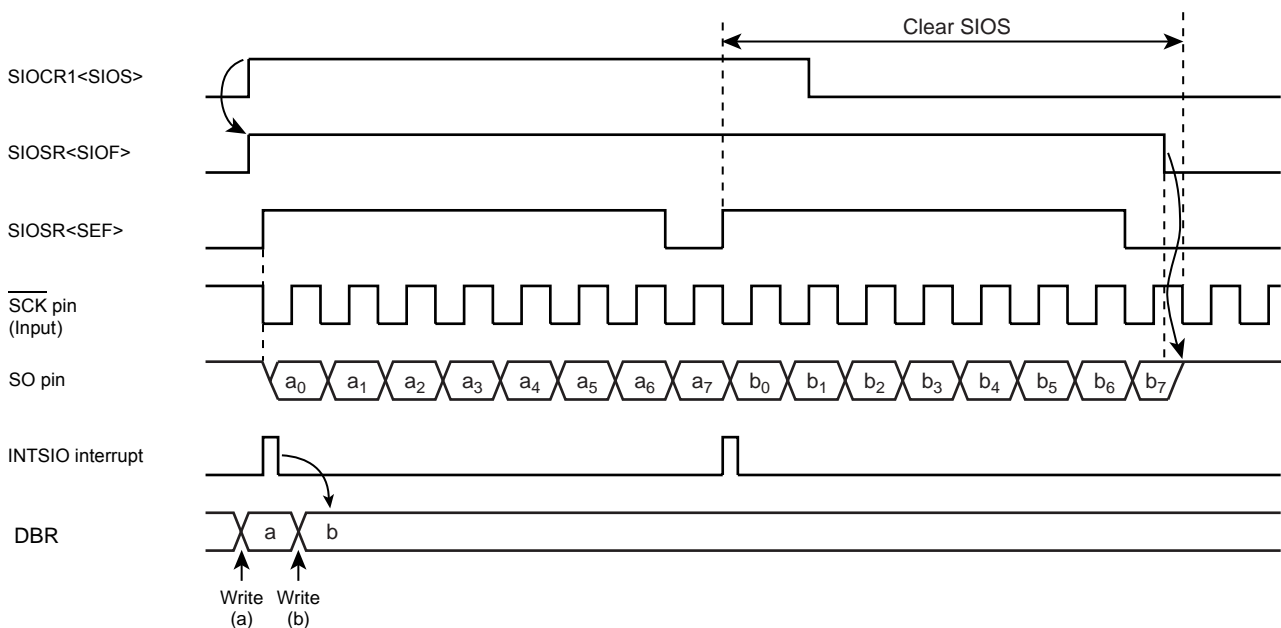 Clear SIOS
SIOCR1<SIOS>
SIOSR<SIOF>
SIOSR<SEF>
SCK pin
(Input)
SO pin
a0 a1 a2 a3 a4 a5 a6 a7 b0 b1 b2 b3 b4 b5 b6 b7
INTSIO interrupt
DBR
a b
Write Write
(a) (b)